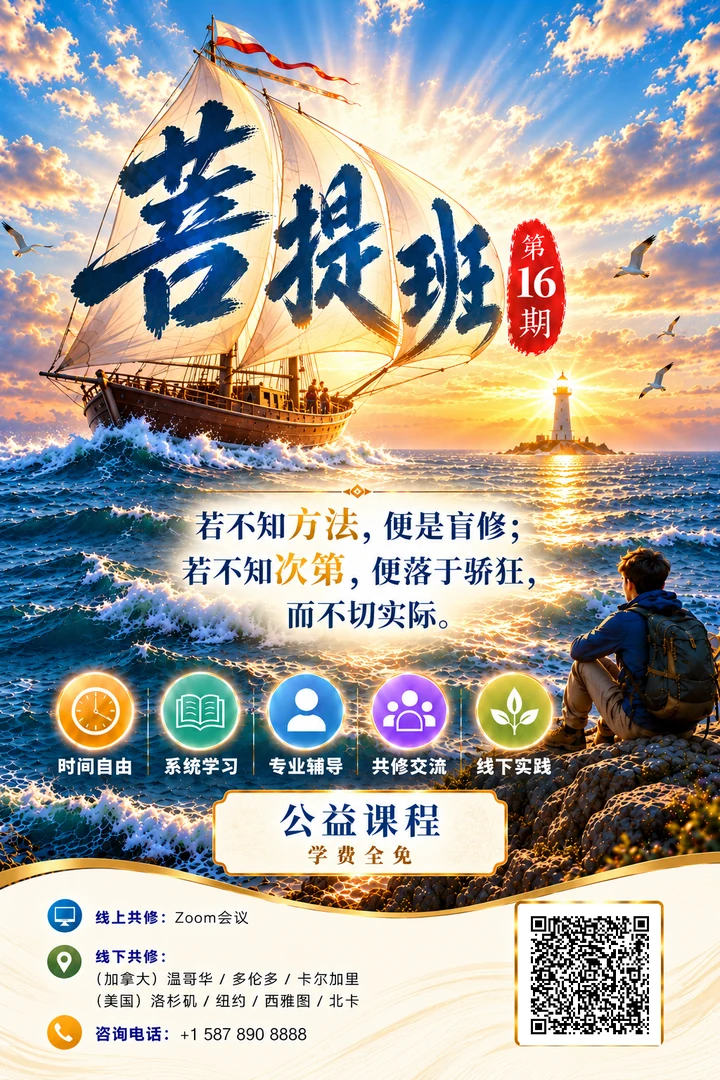 菩提班
第
16
期
若不知方法，便是盲修；
若不知次第，便落于骄狂，
而不切实际。
时间自由
系统学习
专业辅导
共修交流
线下实践
公益课程
学费全免
线上共修：Zoom会议
线下共修：
（加拿大）温哥华 / 多伦多 / 卡尔加里
（美国）洛杉矶 / 纽约 / 西雅图 / 北卡
咨询电话：+1 587 890 8888